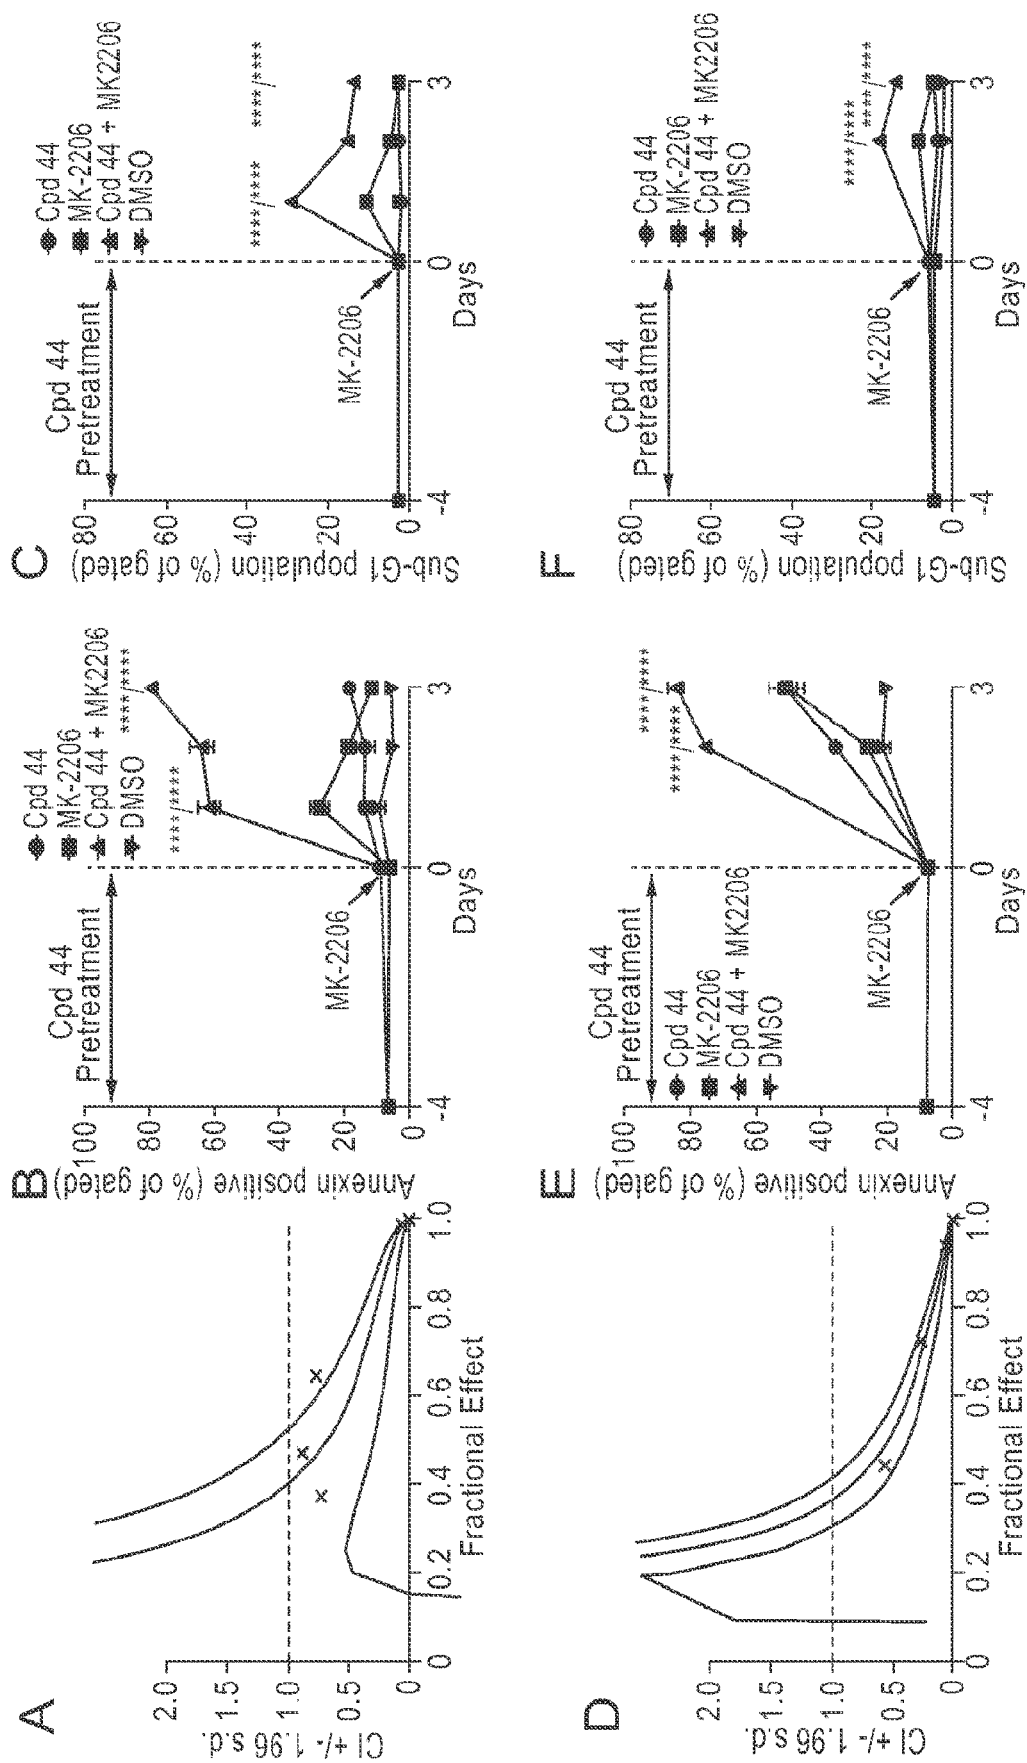 A
2.0
1.5
1.0
0.5
0
CI +/- 1.96 s.d.
0
0.2
0.4
0.6
0.8
1.0
Fractional Effect
B
100
80
60
40
20
0
Annexin positive (% of gated)
Cpd 44
Pretreatment
Cpd 44
MK-2206
Cpd 44 + MK2206
DMSO
****/****
****/****
MK-2206
-4
0
3
Days
C
80
60
40
20
0
Sub-G1 population (% of gated)
Cpd 44
Pretreatment
Cpd 44
MK-2206
Cpd 44 + MK2206
DMSO
****/****
****/****
MK-2206
-4
0
3
Days
D
2.0
1.5
1.0
0.5
0
CI +/- 1.96 s.d.
0
0.2
0.4
0.6
0.8
1.0
Fractional Effect
E
100
80
60
40
20
0
Annexin positive (% of gated)
Cpd 44
Pretreatment
Cpd 44
MK-2206
Cpd 44 + MK2206
DMSO
****/****
****/****
MK-2206
-4
0
3
Days
F
80
60
40
20
0
Sub-G1 population (% of gated)
Cpd 44
Pretreatment
Cpd 44
MK-2206
Cpd 44 + MK2206
DMSO
****/****
****/****
MK-2206
-4
0
3
Days